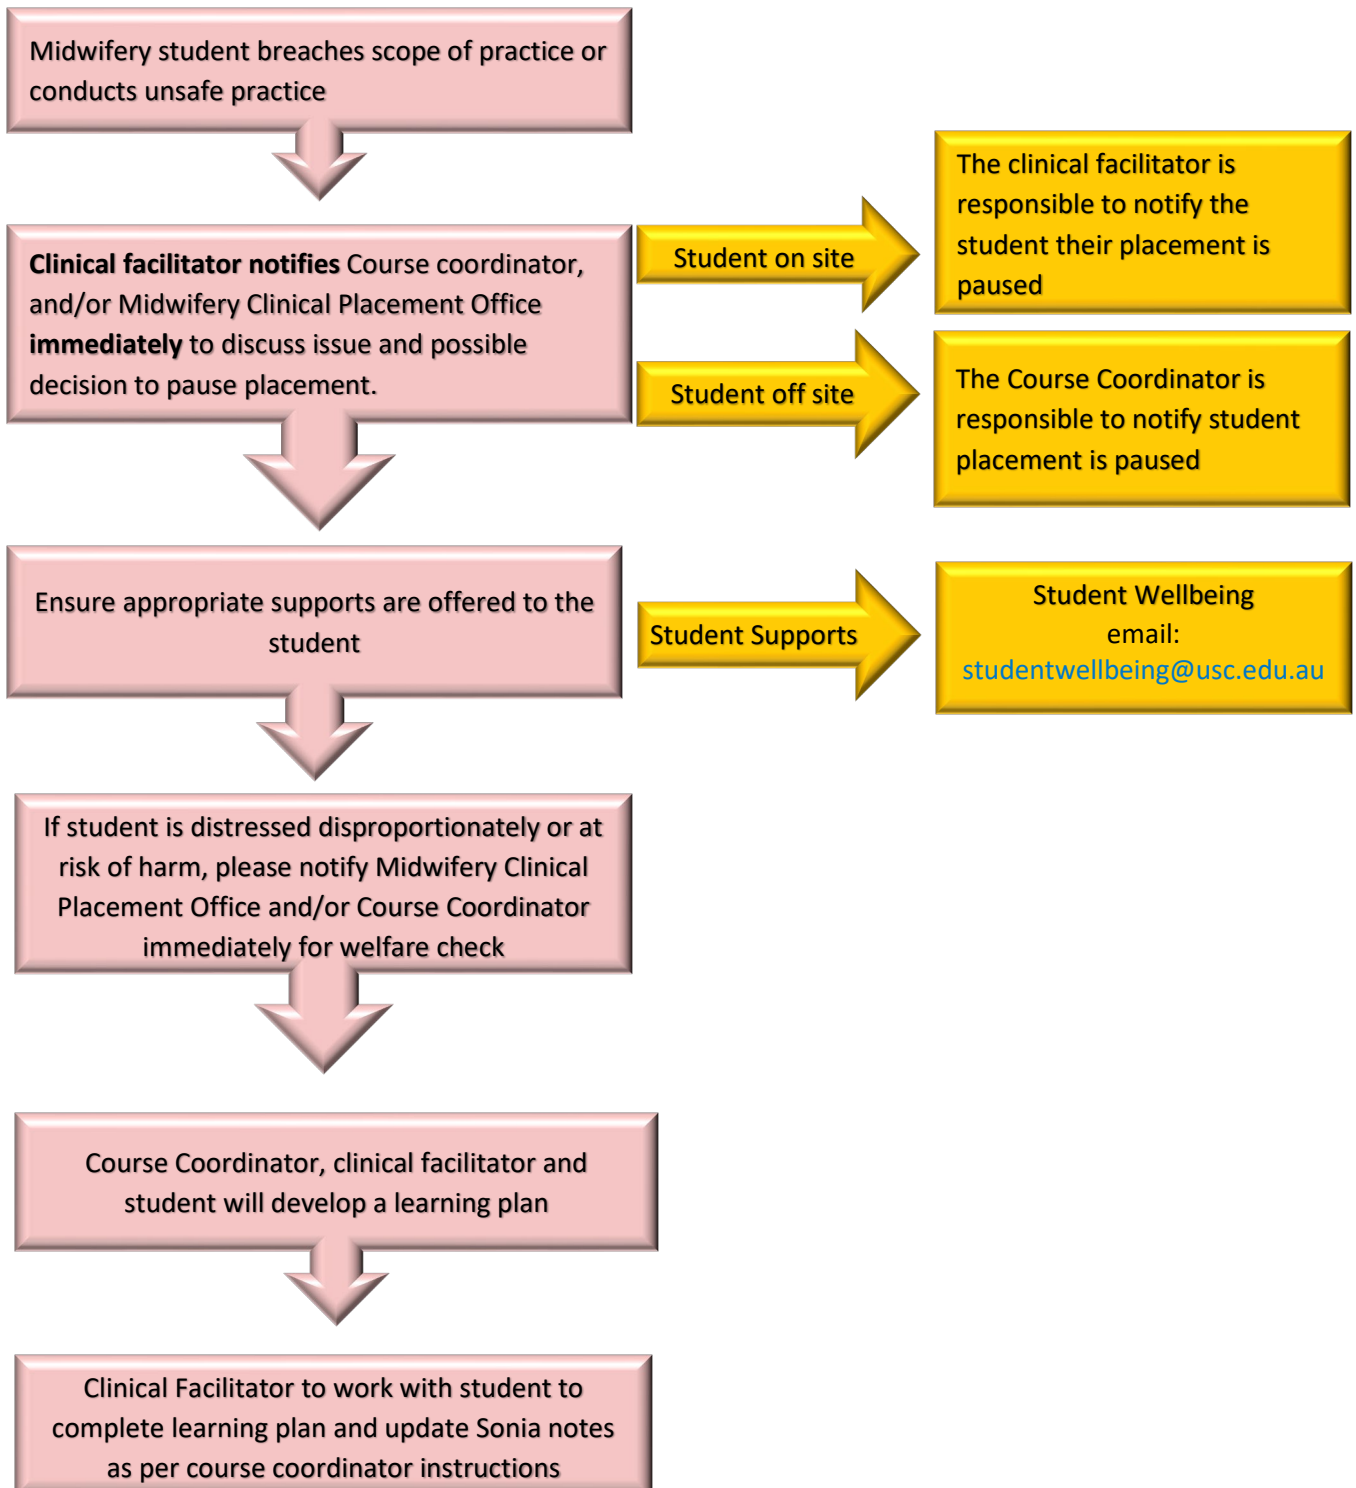 Midwifery student breaches scope of practice or
conducts unsafe practice
Clinical facilitator notifies Course coordinator,
and/or Midwifery Clinical Placement Office
immediately to discuss issue and possible
decision to pause placement.
Student on site
The clinical facilitator is
responsible to notify the
student their placement is
paused
Student off site
The Course Coordinator is
responsible to notify student
placement is paused
Ensure appropriate supports are offered to the
student
Student Supports
Student Wellbeing
email:
studentwellbeing@usc.edu.au
If student is distressed disproportionately or at
risk of harm, please notify Midwifery Clinical
Placement Office and/or Course Coordinator
immediately for welfare check
Course Coordinator, clinical facilitator and
student will develop a learning plan
Clinical Facilitator to work with student to
complete learning plan and update Sonia notes
as per course coordinator instructions